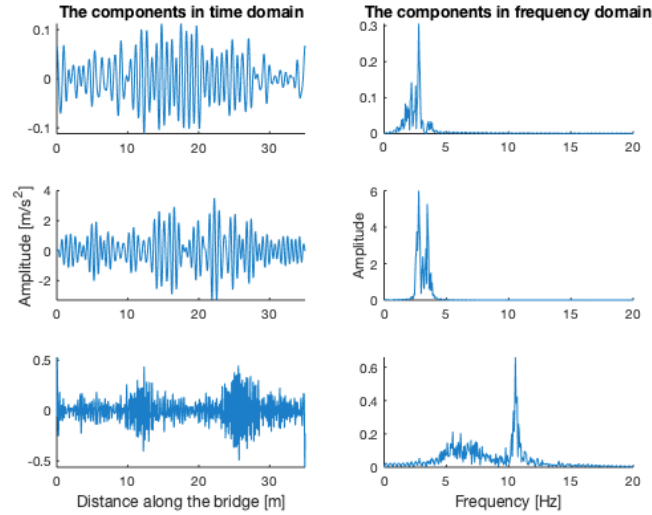 The components in time domain
The components in frequency domain
0.1
0
-0.1
0 10 20 30
0.3
0.2
0.1
0
0 5 10 15 20
Amplitude [m/s²]
4
2
0
-2
0 10 20 30
Amplitude
6
4
2
0
0 5 10 15 20
0.5
0
-0.5
0 10 20 30
Distance along the bridge [m]
0.6
0.4
0.2
0
0 5 10 15 20
Frequency [Hz]